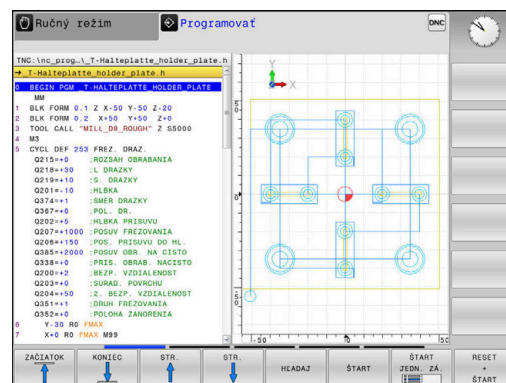 Ručný režim
Programovať
DNC
TNC:\nc_prog…\_T-Halteplatte_holder_plate.h
→_T-Halteplatte_holder_plate.h
0 BEGIN PGM _T-HALTEPLATTE_HOLDER_PLATE
MM
1 BLK FORM 0.1 Z X-50 Y-50 Z-20
2 BLK FORM 0.2 X+50 Y+50 Z+0
3 TOOL CALL "MILL_D8_ROUGH" Z S5000
4 M3
5 CYCL DEF 253 FREZ. DRAZ.
Q215=+0 ;ROZSAH OBRABANIA
Q218=+30 ;L DRAZKY
Q219=+10 ;S. DRAZKY
Q201=-10 ;HLBKA
Q374=+1 ;SMER DRAZKY
Q367=+0 ;POL. DR.
Q202=+5 ;HLBKA PRISUVU
Q207=+1000 ;POSUV FREZOVANIA
Q206=+150 ;POS. PRISUVU DO HL.
Q385=+2000 ;POSUV OBR. NA CISTO
Q338=+0 ;PRIS. OBRAB. NACISTO
Q200=+2 ;BEZP. VZDIALENOST
Q203=+0 ;SURAD. POVRCHU
Q204=+50 ;2. BEZP. VZDIALENOST
Q351=+1 ;DRUH FREZOVANIA
Q352=+0 ;POLOHA ZANORENIA
6 Y-30 R0 FMAX
7 X+0 R0 FMAX M99
Y
X
50
0
-50
-50
0
50
ZAČIATOK
KONIEC
STR.
STR.
HĽADAJ
ŠTART
ŠTART
JEDN. ZÁ.
RESET
+
ŠTART